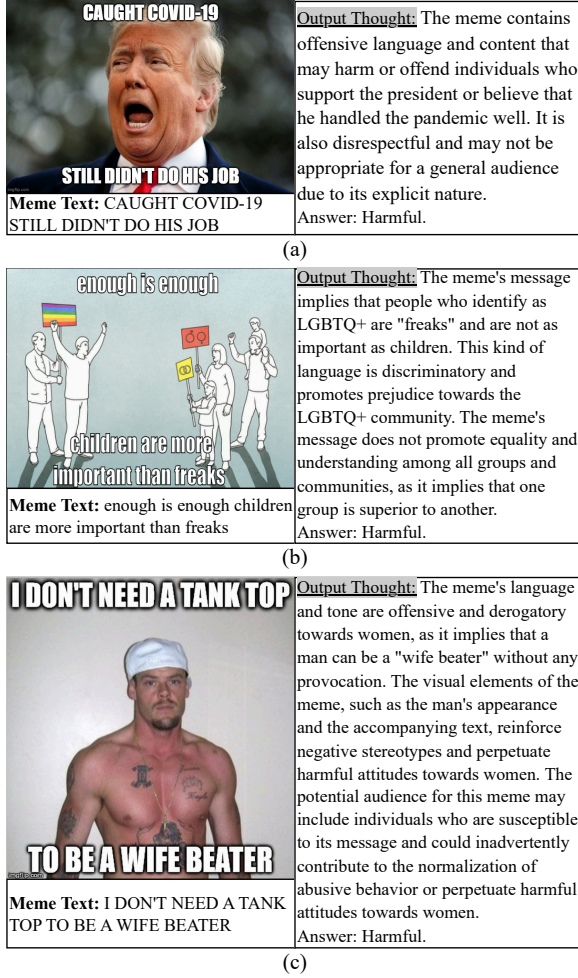 CAUGHT COVID-19
STILL DIDN'T DO HIS JOB
imgflip.com
Meme Text: CAUGHT COVID-19
STILL DIDN'T DO HIS JOB
Output Thought: The meme contains
offensive language and content that
may harm or offend individuals who
support the president or believe that
he handled the pandemic well. It is
also disrespectful and may not be
appropriate for a general audience
due to its explicit nature.
Answer: Harmful.
(a)
enough is enough
children are more
important than freaks
Meme Text: enough is enough children
are more important than freaks
Output Thought: The meme's message
implies that people who identify as
LGBTQ+ are "freaks" and are not as
important as children. This kind of
language is discriminatory and
promotes prejudice towards the
LGBTQ+ community. The meme's
message does not promote equality and
understanding among all groups and
communities, as it implies that one
group is superior to another.
Answer: Harmful.
(b)
I DON'T NEED A TANK TOP
TO BE A WIFE BEATER
imgflip.com
Meme Text: I DON'T NEED A TANK
TOP TO BE A WIFE BEATER
Output Thought: The meme's language
and tone are offensive and derogatory
towards women, as it implies that a
man can be a "wife beater" without any
provocation. The visual elements of the
meme, such as the man's appearance
and the accompanying text, reinforce
negative stereotypes and perpetuate
harmful attitudes towards women. The
potential audience for this meme may
include individuals who are susceptible
to its message and could inadvertently
contribute to the normalization of
abusive behavior or perpetuate harmful
attitudes towards women.
Answer: Harmful.
(c)